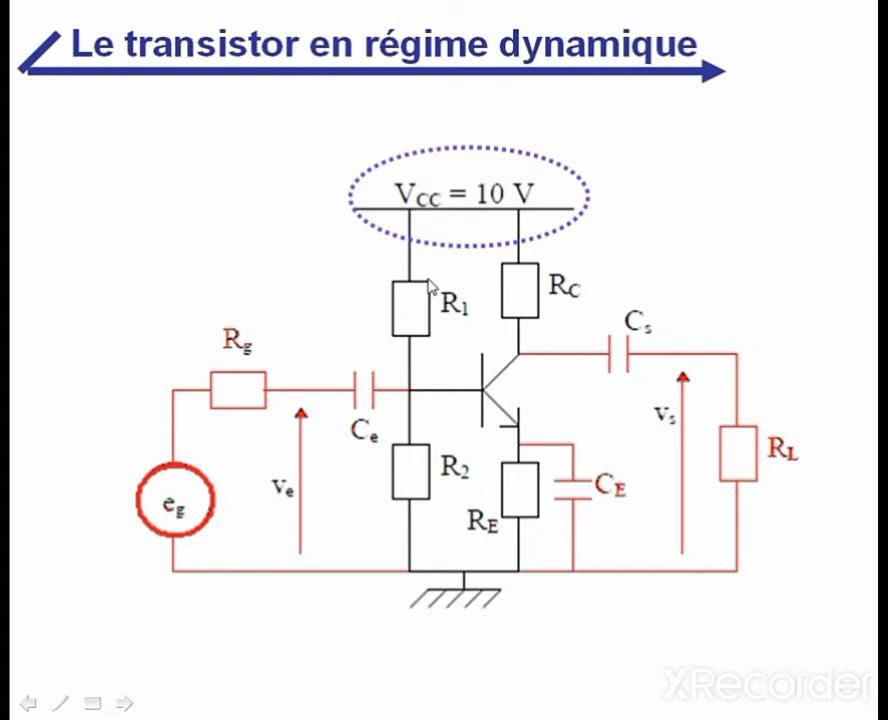 Le transistor en régime dynamique
VCC = 10 V
R1
RC
Cs
Rg
Ce
vs
RL
R2
ve
eg
CE
RE
XRecorder